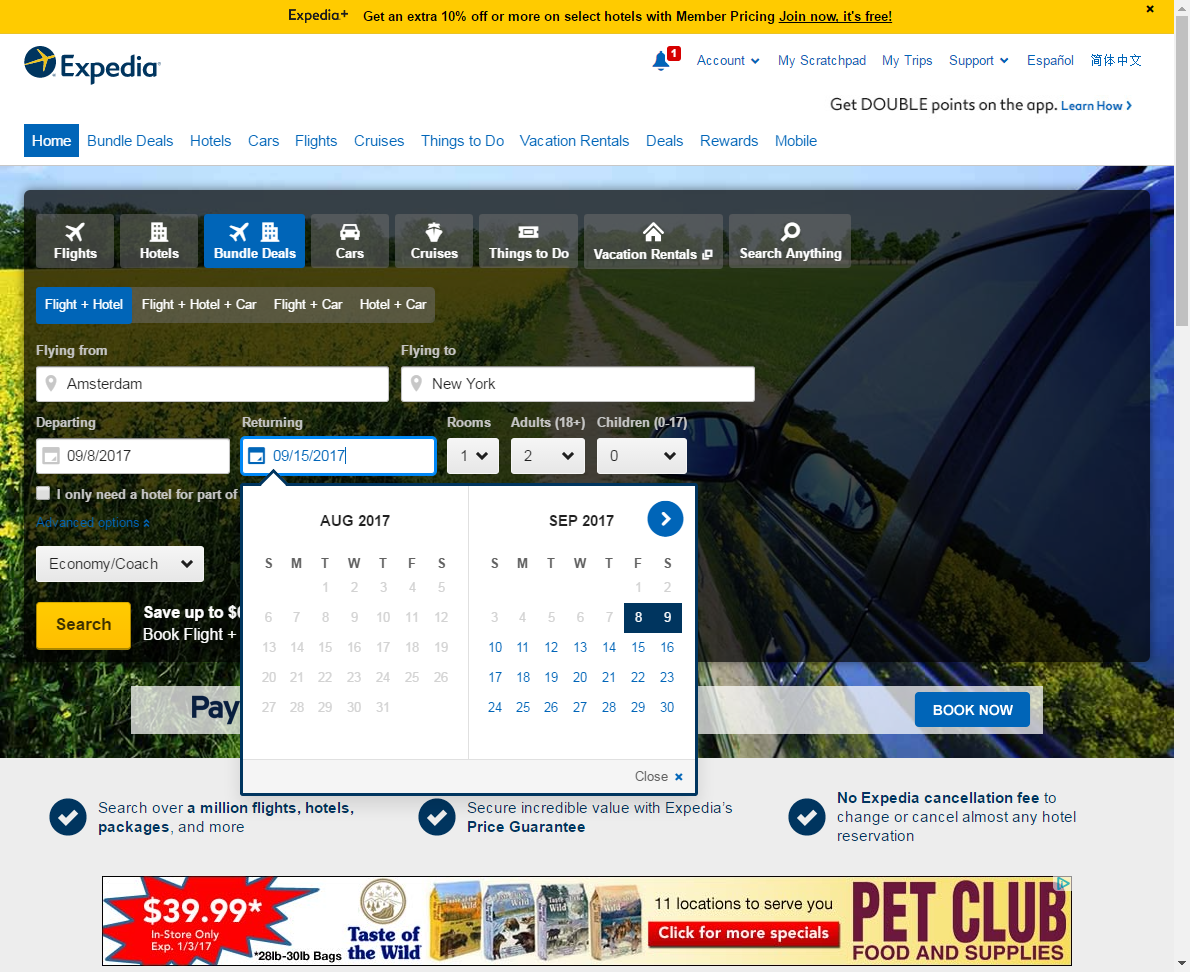 Expedia+ Get an extra 10% off or more on select hotels with Member Pricing Join now, it's free!
Expedia
1
Account My Scratchpad My Trips Support Español 简体中文
Get DOUBLE points on the app. Learn How
Home Bundle Deals Hotels Cars Flights Cruises Things to Do Vacation Rentals Deals Rewards Mobile
Flights Hotels Bundle Deals Cars Cruises Things to Do Vacation Rentals Search Anything
Flight + Hotel Flight + Hotel + Car Flight + Car Hotel + Car
Flying from Flying to
Amsterdam New York
Departing Returning Rooms Adults (18+) Children (0-17)
09/8/2017 09/15/2017 1 2 0
I only need a hotel for part of
Advanced options
Economy/Coach
Search
Save up to $
Book Flight +
AUG 2017
S M T W T F S
1 2 3 4 5
6 7 8 9 10 11 12
13 14 15 16 17 18 19
20 21 22 23 24 25 26
27 28 29 30 31
SEP 2017
S M T W T F S
1 2
3 4 5 6 7 8 9
10 11 12 13 14 15 16
17 18 19 20 21 22 23
24 25 26 27 28 29 30
Close
Pay
BOOK NOW
Search over a million flights, hotels,
packages, and more
Secure incredible value with Expedia's
Price Guarantee
No Expedia cancellation fee to
change or cancel almost any hotel
reservation
$39.99*
In-Store Only
Exp. 1/3/17
*28lb-30lb Bags
Taste of
the Wild
11 locations to serve you
Click for more specials
PET CLUB
FOOD AND SUPPLIES